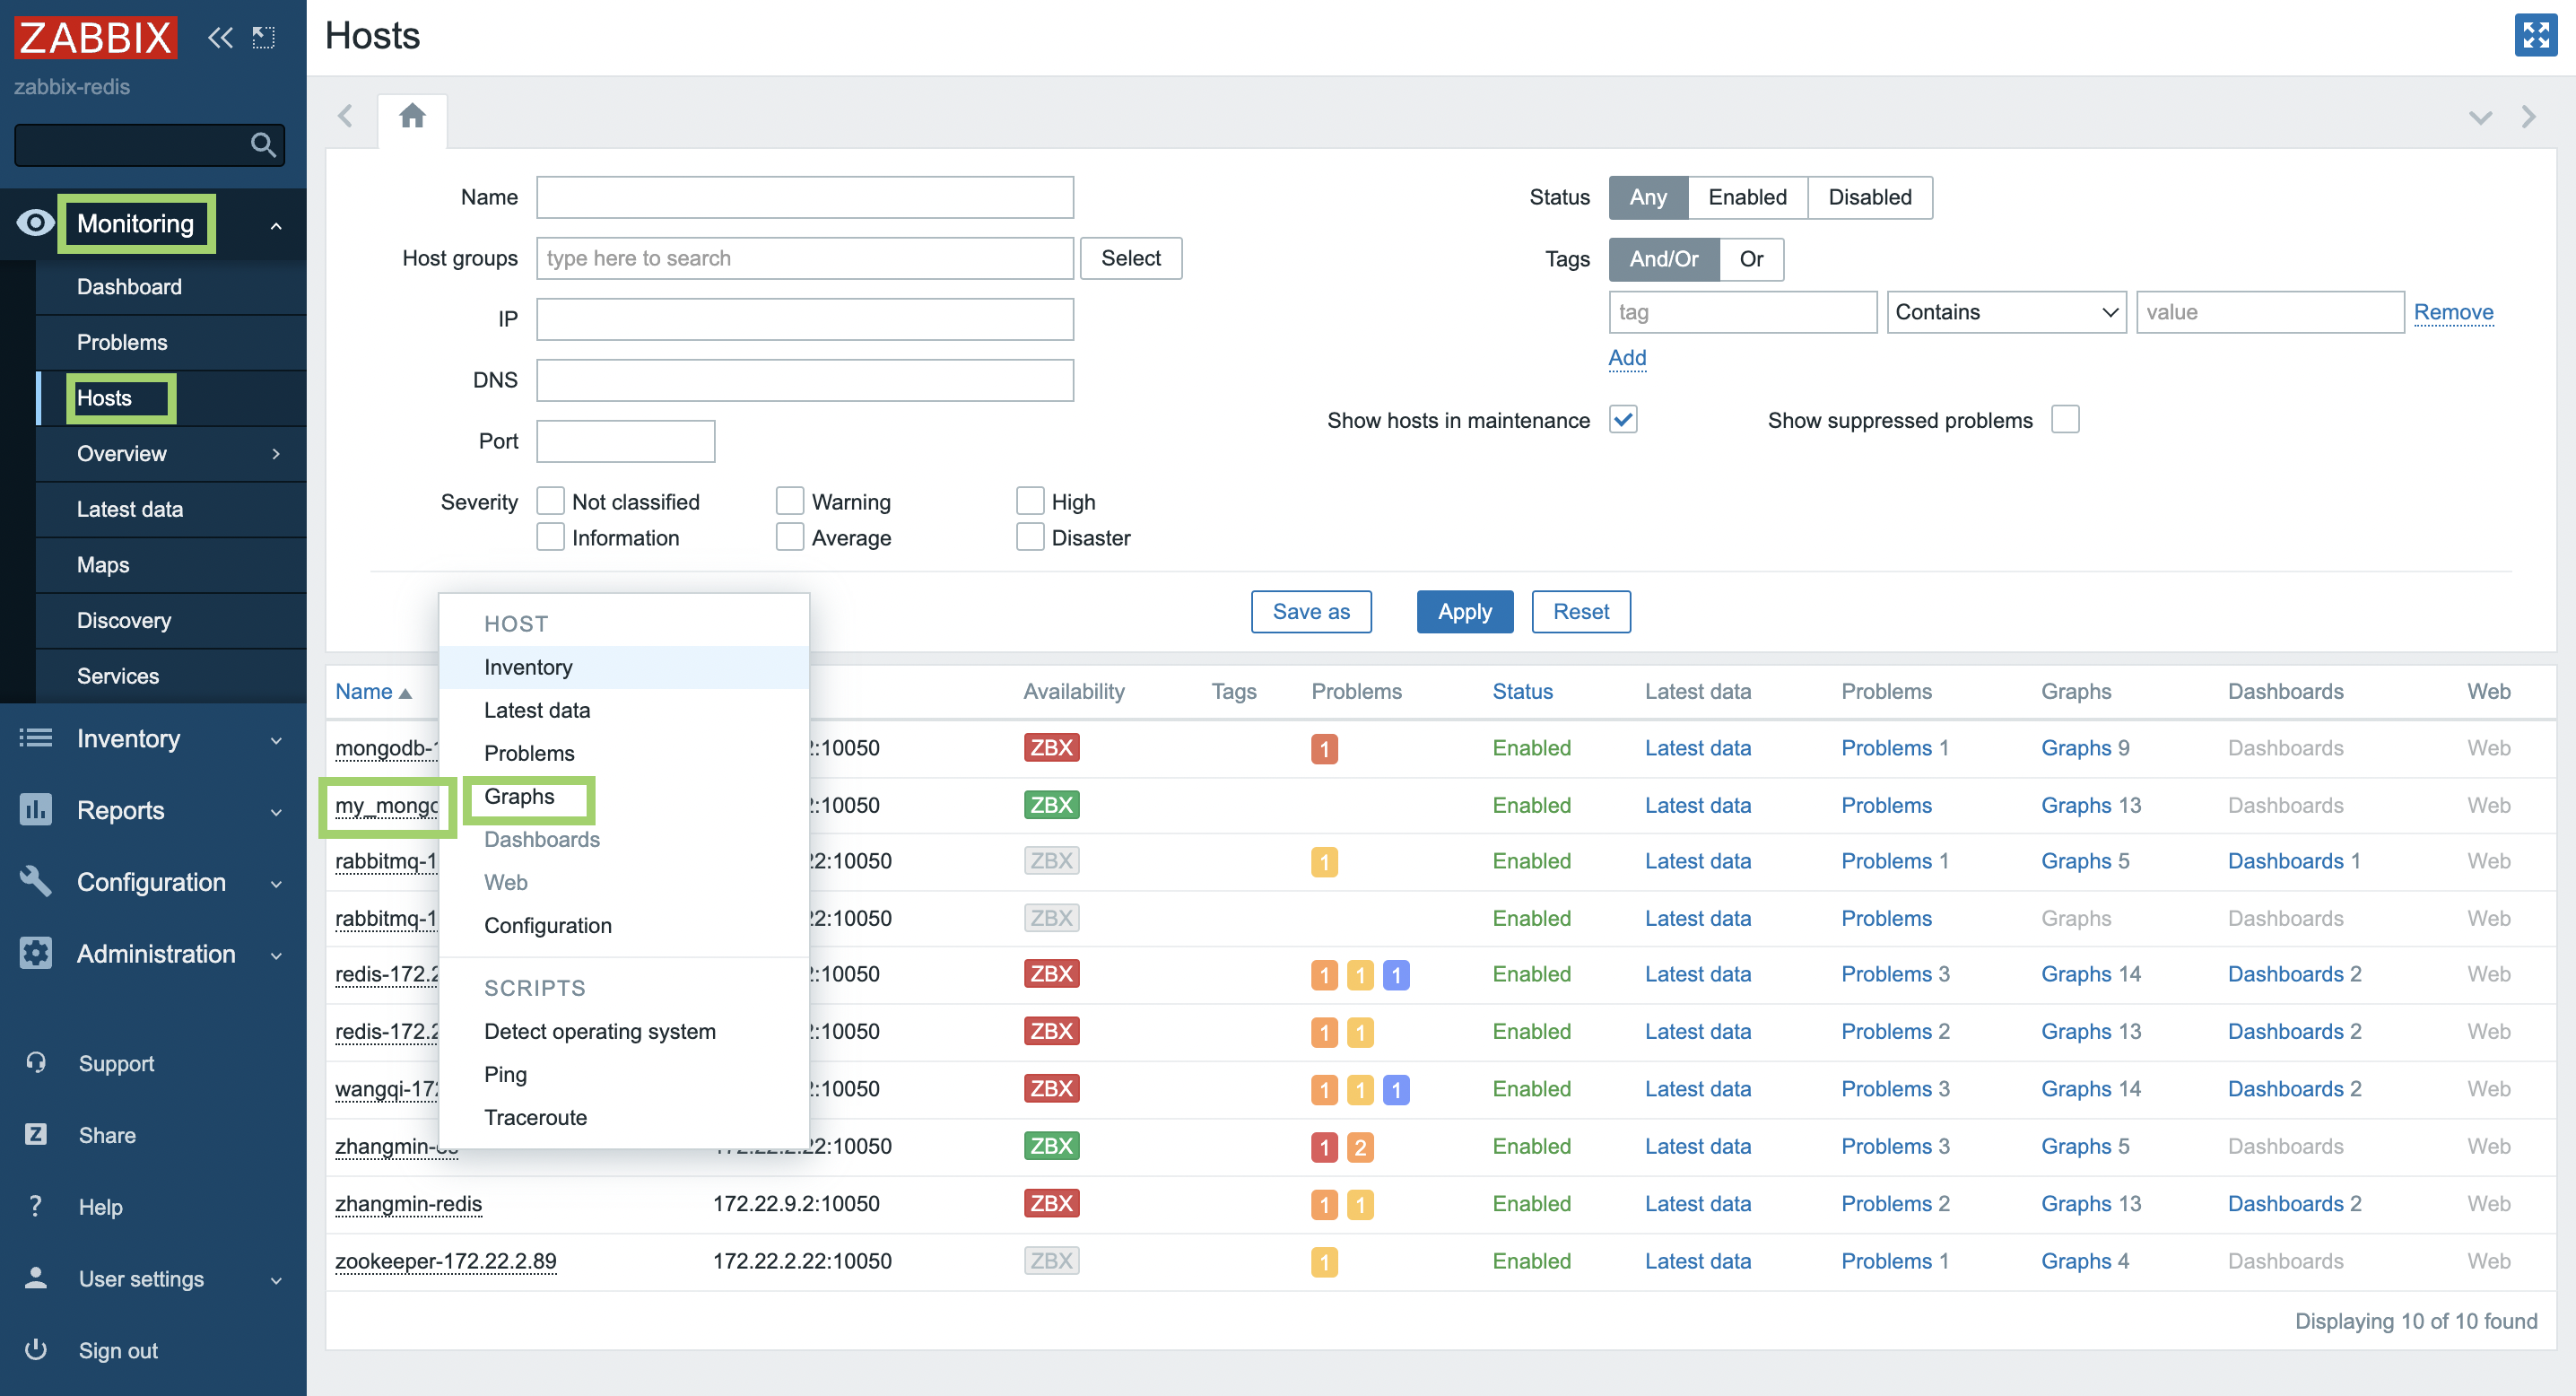 ZABBIX
zabbix-redis
Monitoring
Dashboard
Problems
Hosts
Overview
Latest data
Maps
Discovery
Services
Inventory
Reports
Configuration
Administration
Support
Z Share
? Help
User settings
Sign out
Hosts
Name
Host groups type here to search Select
IP
DNS
Port
Severity Not classified Warning High
Information Average Disaster
Status Any Enabled Disabled
Tags And/Or Or
tag Contains value Remove
Add
Show hosts in maintenance Show suppressed problems
Save as Apply Reset
HOST
Inventory
Latest data
Problems
Graphs
Dashboards
Web
Configuration
SCRIPTS
Detect operating system
Ping
Traceroute
Name Availability Tags Problems Status Latest data Problems Graphs Dashboards Web
mongodb- :10050 ZBX 1 Enabled Latest data Problems 1 Graphs 9 Dashboards Web
my_mongo :10050 ZBX Enabled Latest data Problems Graphs 13 Dashboards Web
rabbitmq-1 22:10050 ZBX 1 Enabled Latest data Problems 1 Graphs 5 Dashboards 1 Web
rabbitmq-1 22:10050 ZBX Enabled Latest data Problems Graphs Dashboards Web
redis-172.2 :10050 ZBX 1 1 1 Enabled Latest data Problems 3 Graphs 14 Dashboards 2 Web
redis-172.2 :10050 ZBX 1 1 Enabled Latest data Problems 2 Graphs 13 Dashboards 2 Web
wangqi-172 :10050 ZBX 1 1 1 Enabled Latest data Problems 3 Graphs 14 Dashboards 2 Web
zhangmin-es 172.22.2.22:10050 ZBX 1 2 Enabled Latest data Problems 3 Graphs 5 Dashboards Web
zhangmin-redis 172.22.9.2:10050 ZBX 1 1 Enabled Latest data Problems 2 Graphs 13 Dashboards 2 Web
zookeeper-172.22.2.89 172.22.2.22:10050 ZBX 1 Enabled Latest data Problems 1 Graphs 4 Dashboards Web
Displaying 10 of 10 found